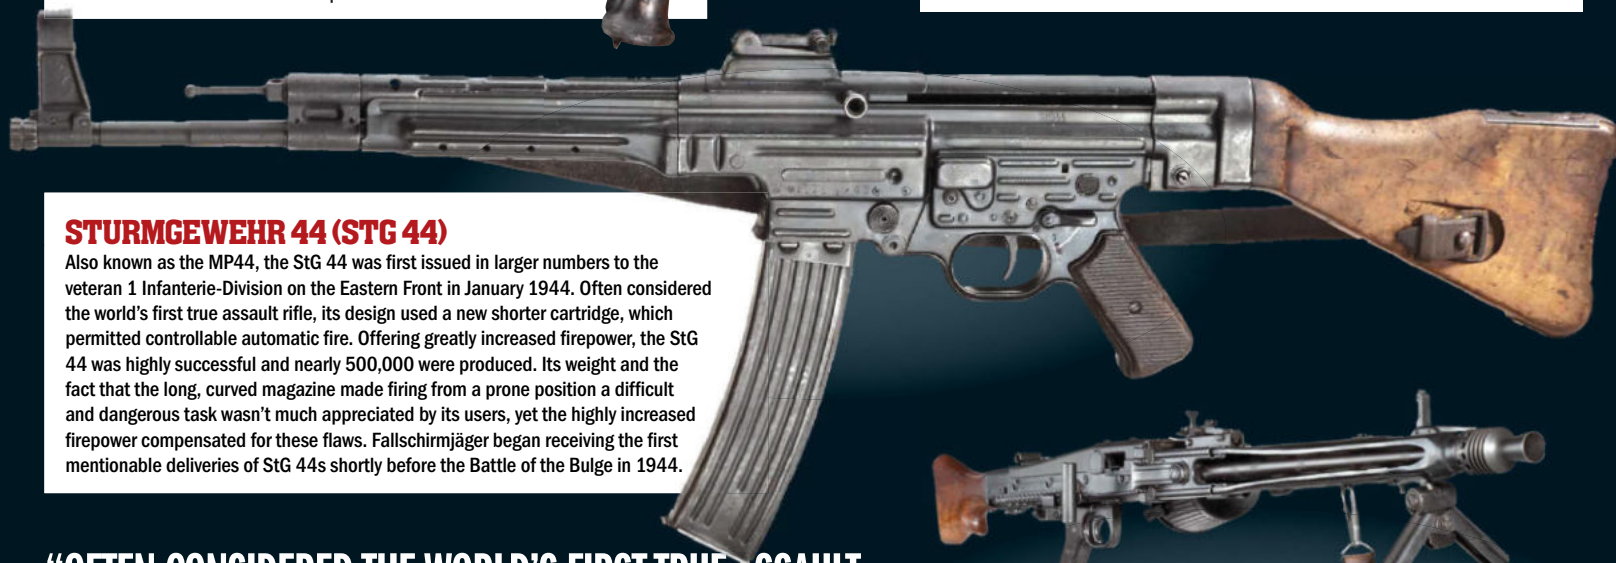 STURMGEWEHR 44 (STG 44)
Also known as the MP44, the StG 44 was first issued in larger numbers to the
veteran 1 Infanterie-Division on the Eastern Front in January 1944. Often considered
the world's first true assault rifle, its design used a new shorter cartridge, which
permitted controllable automatic fire. Offering greatly increased firepower, the StG
44 was highly successful and nearly 500,000 were produced. Its weight and the
fact that the long, curved magazine made firing from a prone position a difficult
and dangerous task wasn't much appreciated by its users, yet the highly increased
firepower compensated for these flaws. Fallschirmjäger began receiving the first
mentionable deliveries of StG 44s shortly before the Battle of the Bulge in 1944.
"OFTEN CONSIDERED THE WORLD'S FIRST TRUE